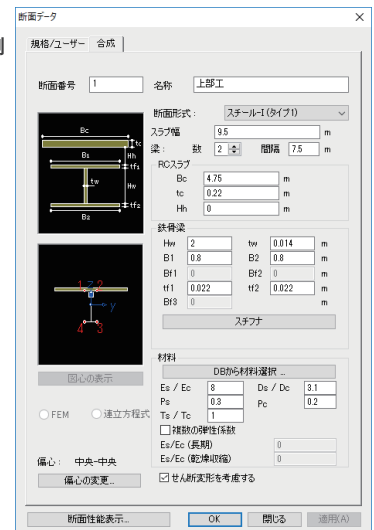 断面データ
規格/ユーザー 合成
断面番号 1 名称 上部工
断面形式： スチール-I (タイプ1)
スラブ幅 9.5 m
梁： 数 2 間隔 7.5 m
RCスラブ
Bc 4.75 m
tc 0.22 m
Hh 0 m
鉄骨梁
Hw 2 tw 0.014 m
B1 0.8 B2 0.8 m
Bf1 0 Bf2 0 m
tf1 0.022 tf2 0.022 m
Bf3 0 m
スチフナ
材料
DBから材料選択 ...
Es / Ec 8 Ds / Dc 3.1
Ps 0.3 Pc 0.2
Ts / Tc 1
複数の弾性係数
Es/Ec (長期) 0
Es/Ec (乾燥収縮) 0
せん断変形を考慮する
Bc
tc
B1 Hh
tf1
tw
Hw
tf2
B2
1 z 2
y
4 3
図心の表示
FEM 連立方程式
偏心： 中央-中央
偏心の変更...
断面性能表示... OK 閉じる 適用(A)